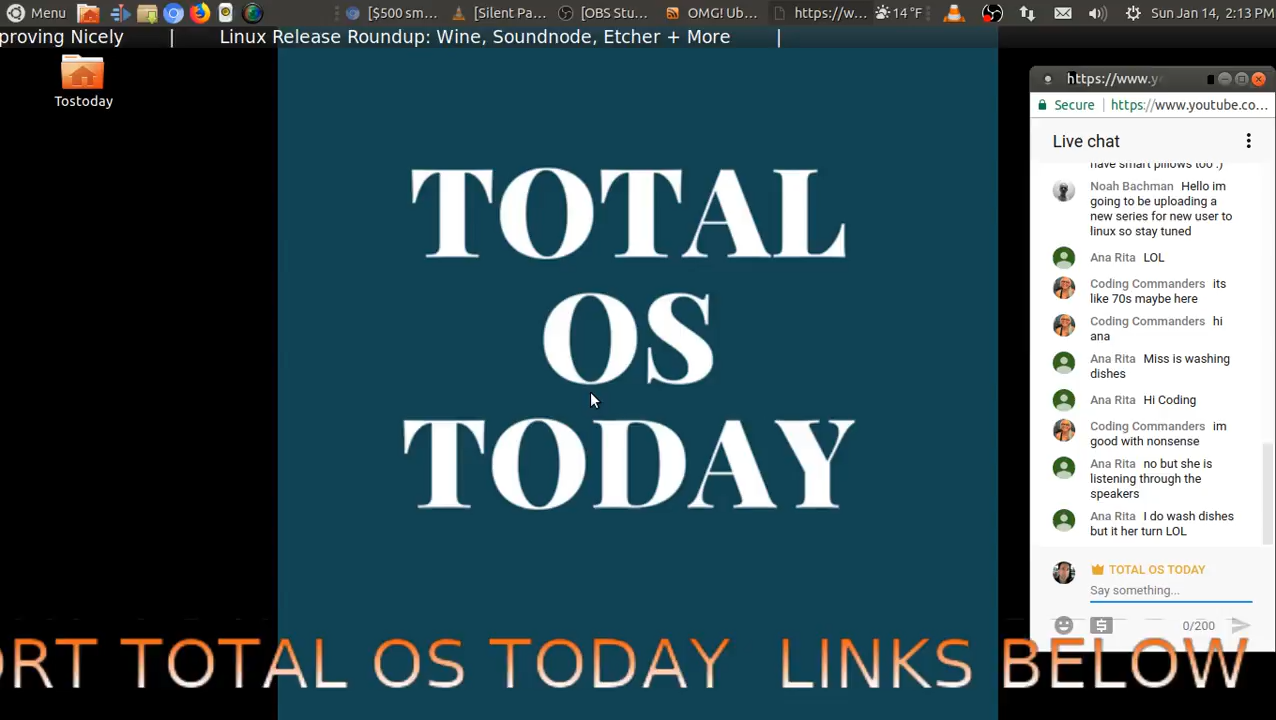 Menu
[$500 sm...
[Silent Pa...
[OBS Stu...
OMG! Ub...
https://w...
14 °F
Sun Jan 14, 2:13 PM
proving Nicely | Linux Release Roundup: Wine, Soundnode, Etcher + More |
Tostoday
TOTAL
OS
TODAY
https://www.y
Secure | https://www.youtube.co...
Live chat
have smart pillows too :)
Noah Bachman Hello im
going to be uploading a
new series for new user to
linux so stay tuned
Ana Rita LOL
Coding Commanders its
like 70s maybe here
Coding Commanders hi
ana
Ana Rita Miss is washing
dishes
Ana Rita Hi Coding
Coding Commanders im
good with nonsense
Ana Rita no but she is
listening through the
speakers
Ana Rita I do wash dishes
but it her turn LOL
TOTAL OS TODAY
Say something...
0/200
ORT TOTAL OS TODAY LINKS BELOW